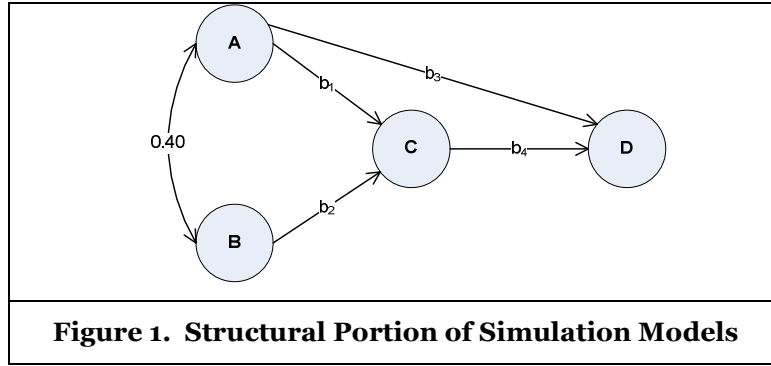 A
b3
b1
0.40
C
b4
D
b2
B
Figure 1. Structural Portion of Simulation Models